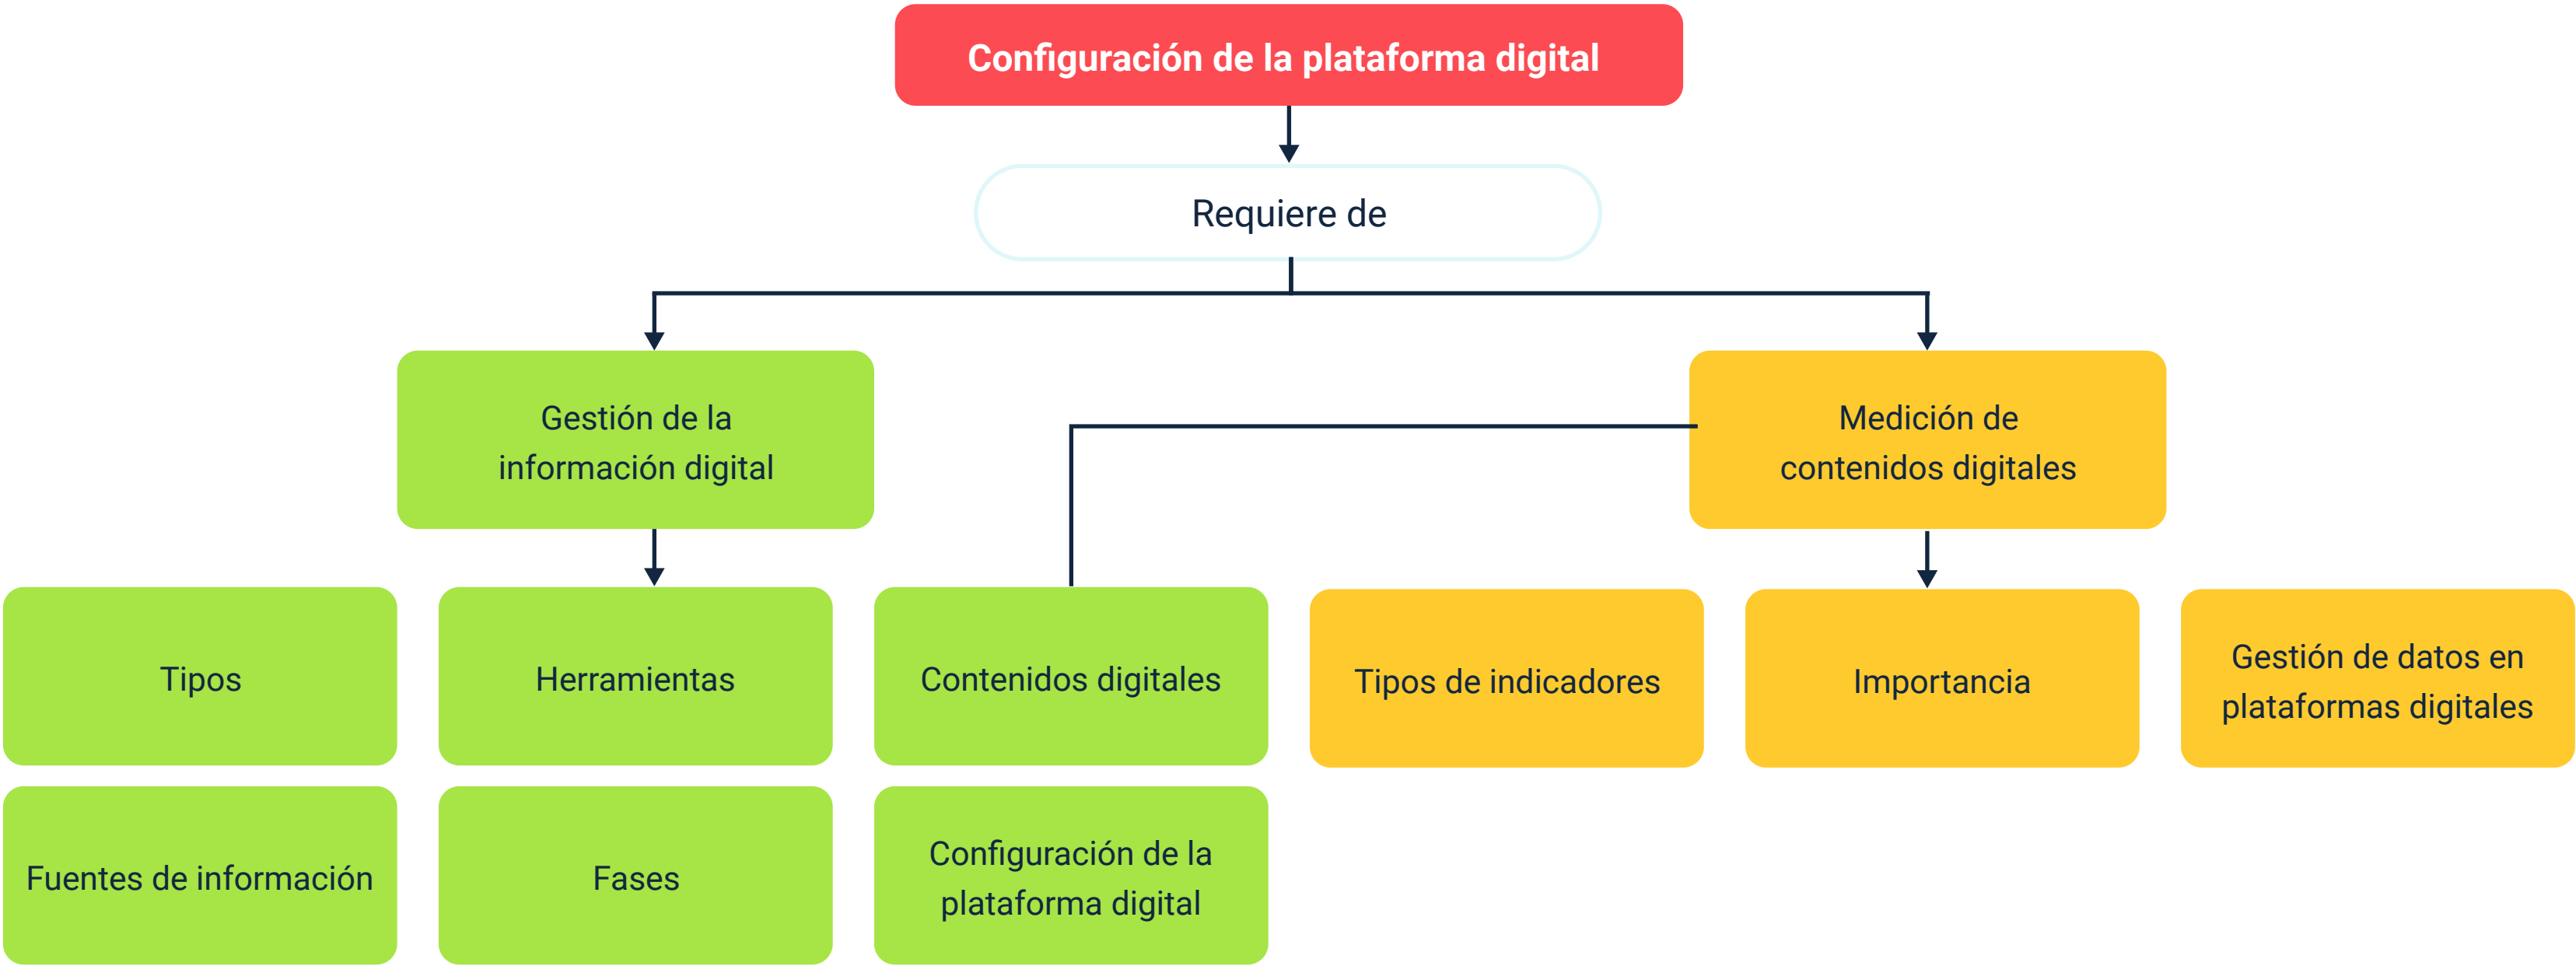 Configuración de la plataforma digital
Requiere de
Gestión de la
información digital
Medición de
contenidos digitales
Tipos
Herramientas
Contenidos digitales
Tipos de indicadores
Importancia
Gestión de datos en
plataformas digitales
Fuentes de información
Fases
Configuración de la
plataforma digital